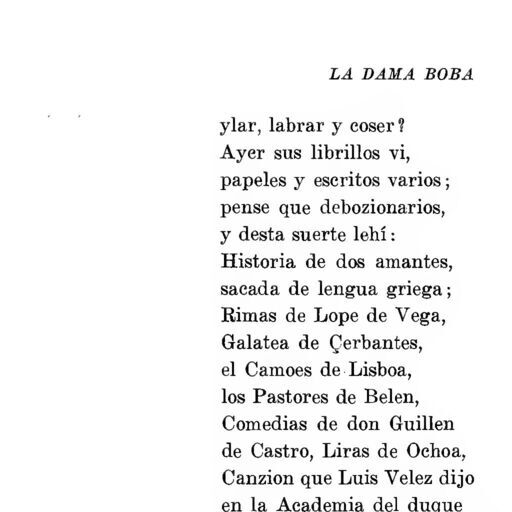 LA DAMA BOBA
ylar, labrar y coser?
Ayer sus librillos vi,
papeles y escritos varios;
pense que debozionarios,
y desta suerte lehí:
Historia de dos amantes,
sacada de lengua griega;
Rimas de Lope de Vega,
Galatea de Çerbantes,
el Camoes de Lisboa,
los Pastores de Belen,
Comedias de don Guillen
de Castro, Liras de Ochoa,
Canzion que Luis Velez dijo
en la Academia del duque